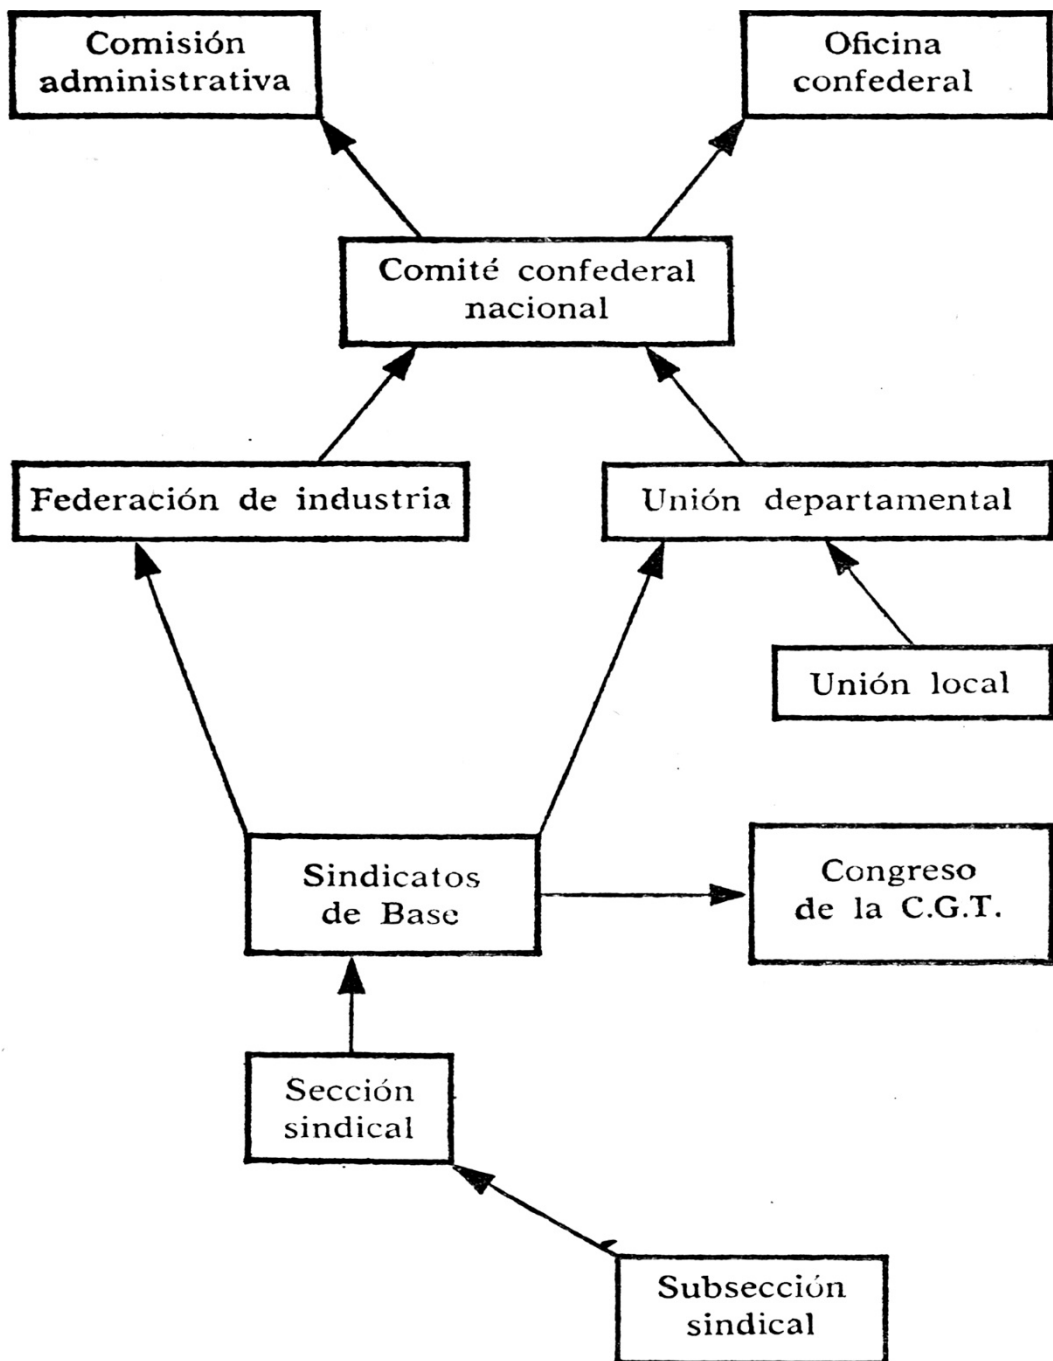 Comisión
administrativa
Oficina
confederal
Comité confederal
nacional
Federación de industria
Unión departamental
Unión local
Sindicatos
de Base
Congreso
de la C.G.T.
Sección
sindical
Subsección
sindical